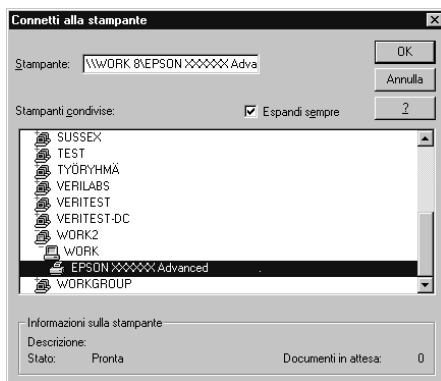 Connetti alla stampante
Stampante: \\WORK 8\EPSON XXXXXX Adva
OK
Annulla
Stampanti condivise:
Espandi sempre
?
SUSSEX
TEST
TYÖRYHMÄ
VERILABS
VERITEST
VERITEST-DC
WORK2
WORK
EPSON XXXXXX Advanced .
WORKGROUP
Informazioni sulla stampante
Descrizione:
Stato: Pronta Documenti in attesa: 0